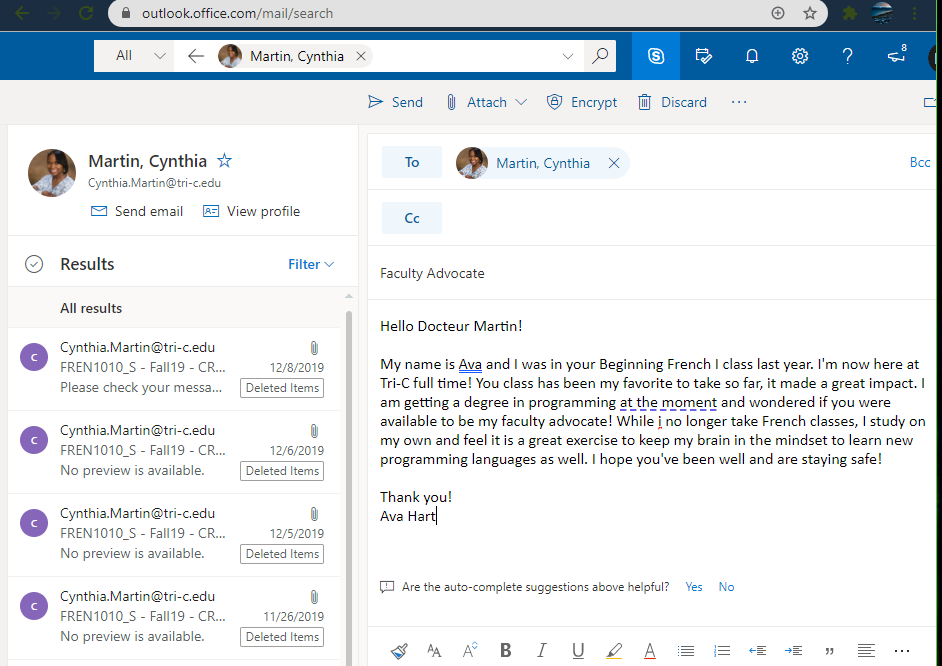 outlook.office.com/mail/search
All Martin, Cynthia
8
Send Attach Encrypt Discard ...
Martin, Cynthia
Cynthia.Martin@tri-c.edu
Send email View profile
Results Filter
All results
C
Cynthia.Martin@tri-c.edu
FREN1010_S - Fall19 - CR... 12/8/2019
Please check your messa... Deleted Items
C
Cynthia.Martin@tri-c.edu
FREN1010_S - Fall19 - CR... 12/6/2019
No preview is available. Deleted Items
C
Cynthia.Martin@tri-c.edu
FREN1010_S - Fall19 - CR... 12/5/2019
No preview is available. Deleted Items
C
Cynthia.Martin@tri-c.edu
FREN1010_S - Fall19 - CR... 11/26/2019
No preview is available. Deleted Items
To Martin, Cynthia Bcc
Cc
Faculty Advocate
Hello Docteur Martin!
My name is Ava and I was in your Beginning French I class last year. I'm now here at
Tri-C full time! You class has been my favorite to take so far, it made a great impact. I
am getting a degree in programming at the moment and wondered if you were
available to be my faculty advocate! While i no longer take French classes, I study on
my own and feel it is a great exercise to keep my brain in the mindset to learn new
programming languages as well. I hope you've been well and are staying safe!
Thank you!
Ava Hart
Are the auto-complete suggestions above helpful? Yes No